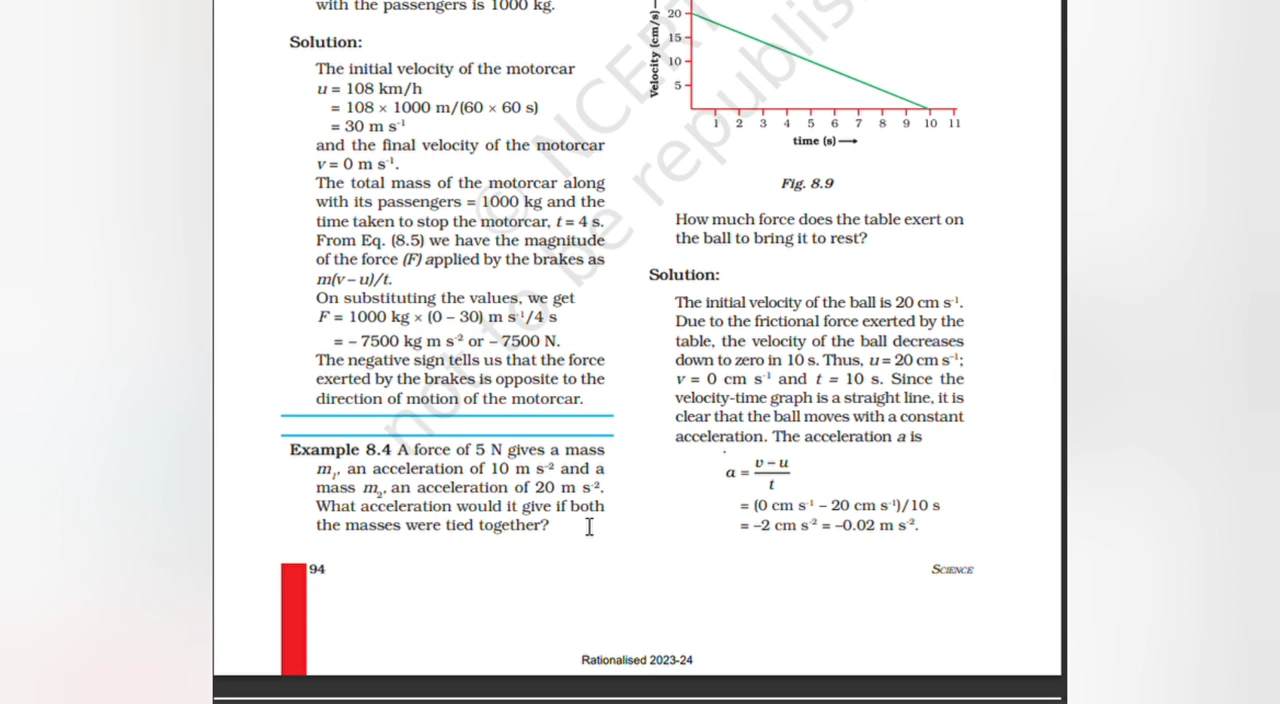 with the passengers is 1000 kg.
Solution:
The initial velocity of the motorcar
u = 108 km/h
= 108 × 1000 m/(60 × 60 s)
= 30 m s⁻¹
and the final velocity of the motorcar
v = 0 m s⁻¹.
The total mass of the motorcar along
with its passengers = 1000 kg and the
time taken to stop the motorcar, t = 4 s.
From Eq. (8.5) we have the magnitude
of the force (F) applied by the brakes as
m(v – u)/t.
On substituting the values, we get
F = 1000 kg × (0 – 30) m s⁻¹/4 s
= – 7500 kg m s⁻² or – 7500 N.
The negative sign tells us that the force
exerted by the brakes is opposite to the
direction of motion of the motorcar.
Example 8.4 A force of 5 N gives a mass
m₁, an acceleration of 10 m s⁻² and a
mass m₂, an acceleration of 20 m s⁻².
What acceleration would it give if both
the masses were tied together?
Velocity (cm/s)
20
15
10
5
1 2 3 4 5 6 7 8 9 10 11
time (s)
Fig. 8.9
How much force does the table exert on
the ball to bring it to rest?
Solution:
The initial velocity of the ball is 20 cm s⁻¹.
Due to the frictional force exerted by the
table, the velocity of the ball decreases
down to zero in 10 s. Thus, u = 20 cm s⁻¹;
v = 0 cm s⁻¹ and t = 10 s. Since the
velocity-time graph is a straight line, it is
clear that the ball moves with a constant
acceleration. The acceleration a is
a = (v – u)/t
= (0 cm s⁻¹ – 20 cm s⁻¹)/10 s
= –2 cm s⁻² = –0.02 m s⁻².
94
SCIENCE
Rationalised 2023-24
© NCERT
not to be republis